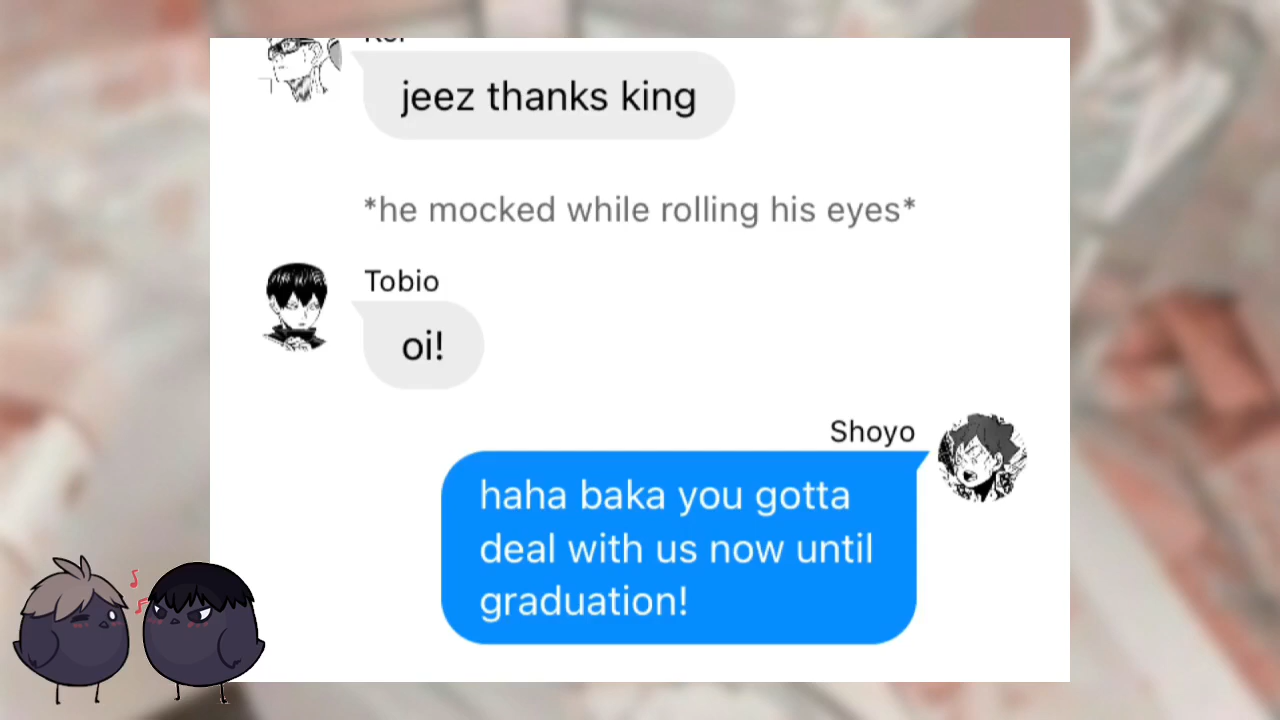 jeez thanks king
*he mocked while rolling his eyes*
Tobio
oi!
Shoyo
haha baka you gotta
deal with us now until
graduation!